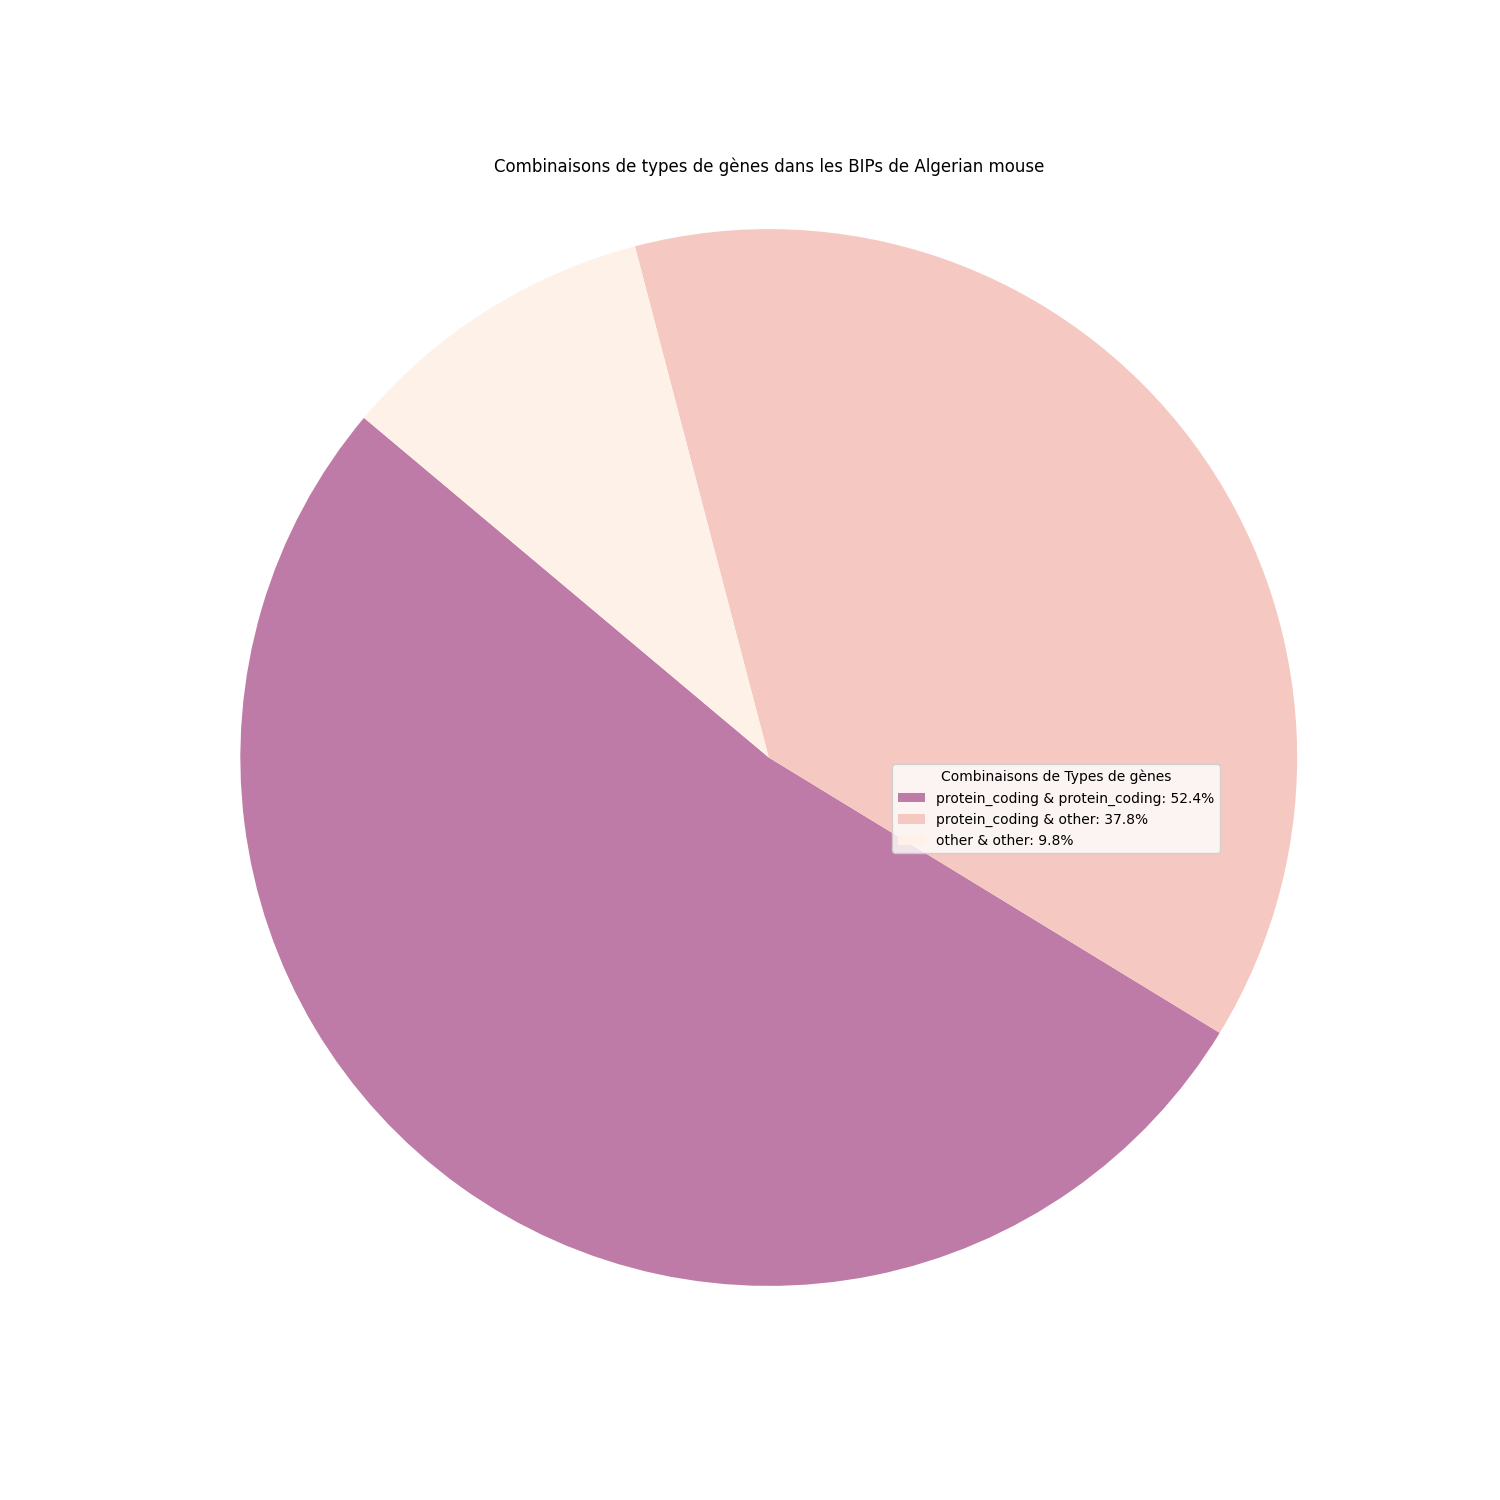 Combinaisons de types de gènes dans les BIPs de Algerian mouse
Combinaisons de Types de gènes
protein_coding & protein_coding: 52.4%
protein_coding & other: 37.8%
other & other: 9.8%